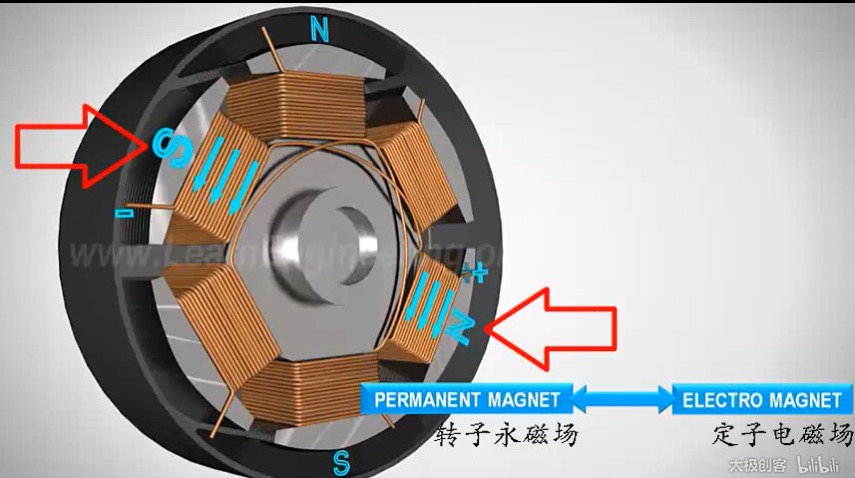 N
S
-
www.LearnEngineering.org
+
N
PERMANENT MAGNET
ELECTRO MAGNET
转子永磁场
定子电磁场
S
太极创客 bilibili